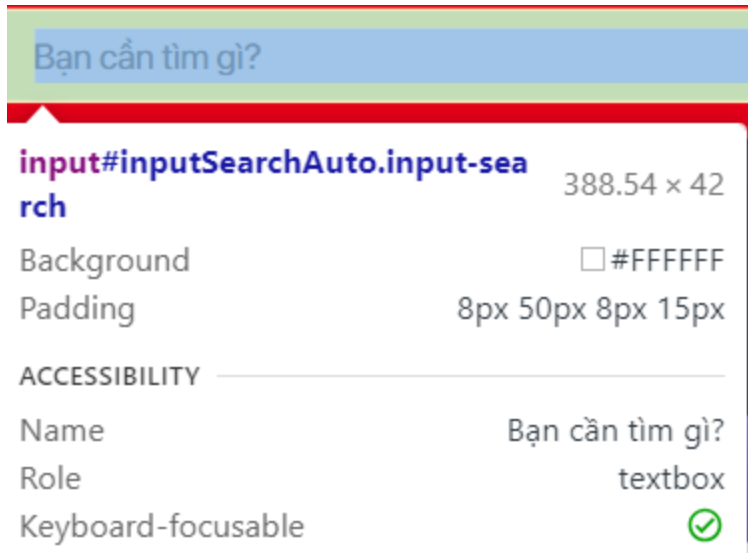 Bạn cần tìm gì?
input#inputSearchAuto.input-sea
rch
388.54 × 42
Background #FFFFFF
Padding 8px 50px 8px 15px
ACCESSIBILITY
Name Bạn cần tìm gì?
Role textbox
Keyboard-focusable